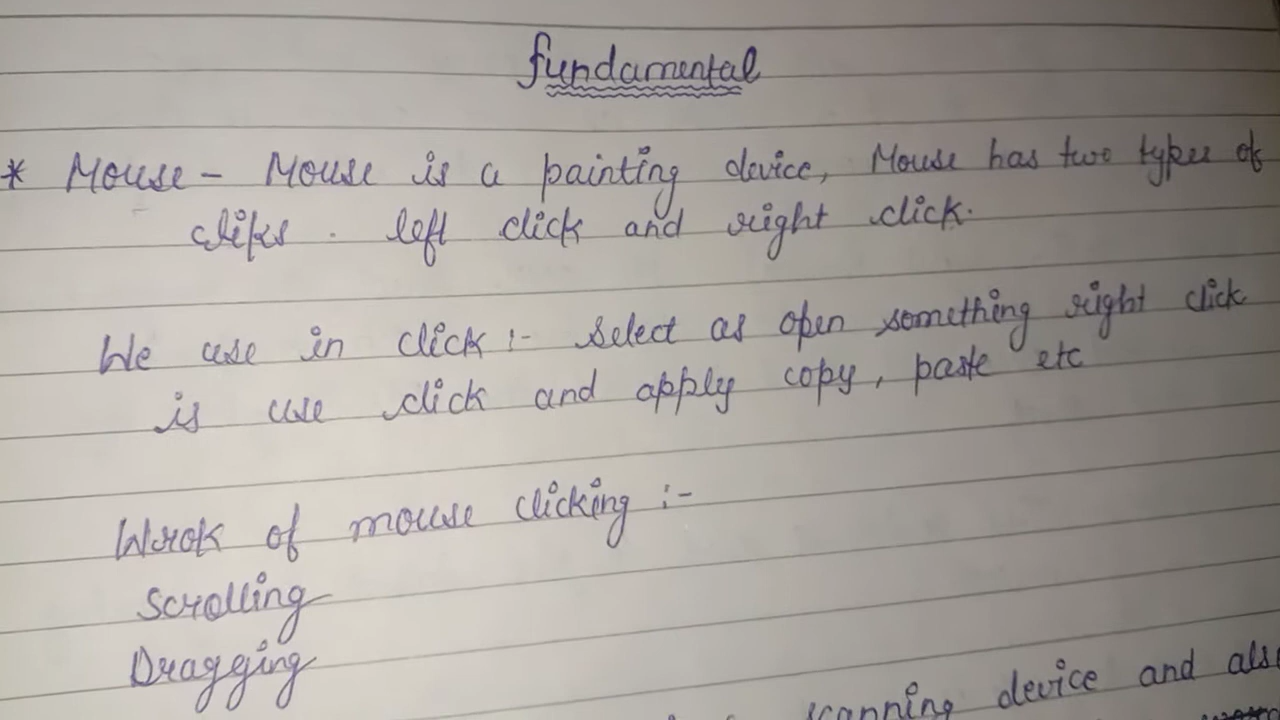 fundamental
* Mouse - Mouse is a painting device, Mouse has two types of
cliks. left click and right click.
We use in click :- select as open something right click
is use click and apply copy, paste etc
Wrok of mouse clicking :-
Scrolling
Dragging
scanning device and als